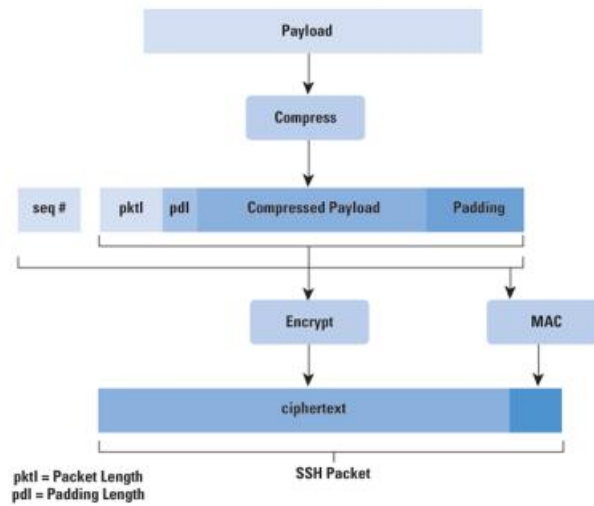 Payload
Compress
seq # pktl pdl Compressed Payload Padding
Encrypt MAC
ciphertext
SSH Packet
pktl = Packet Length
pdl = Padding Length